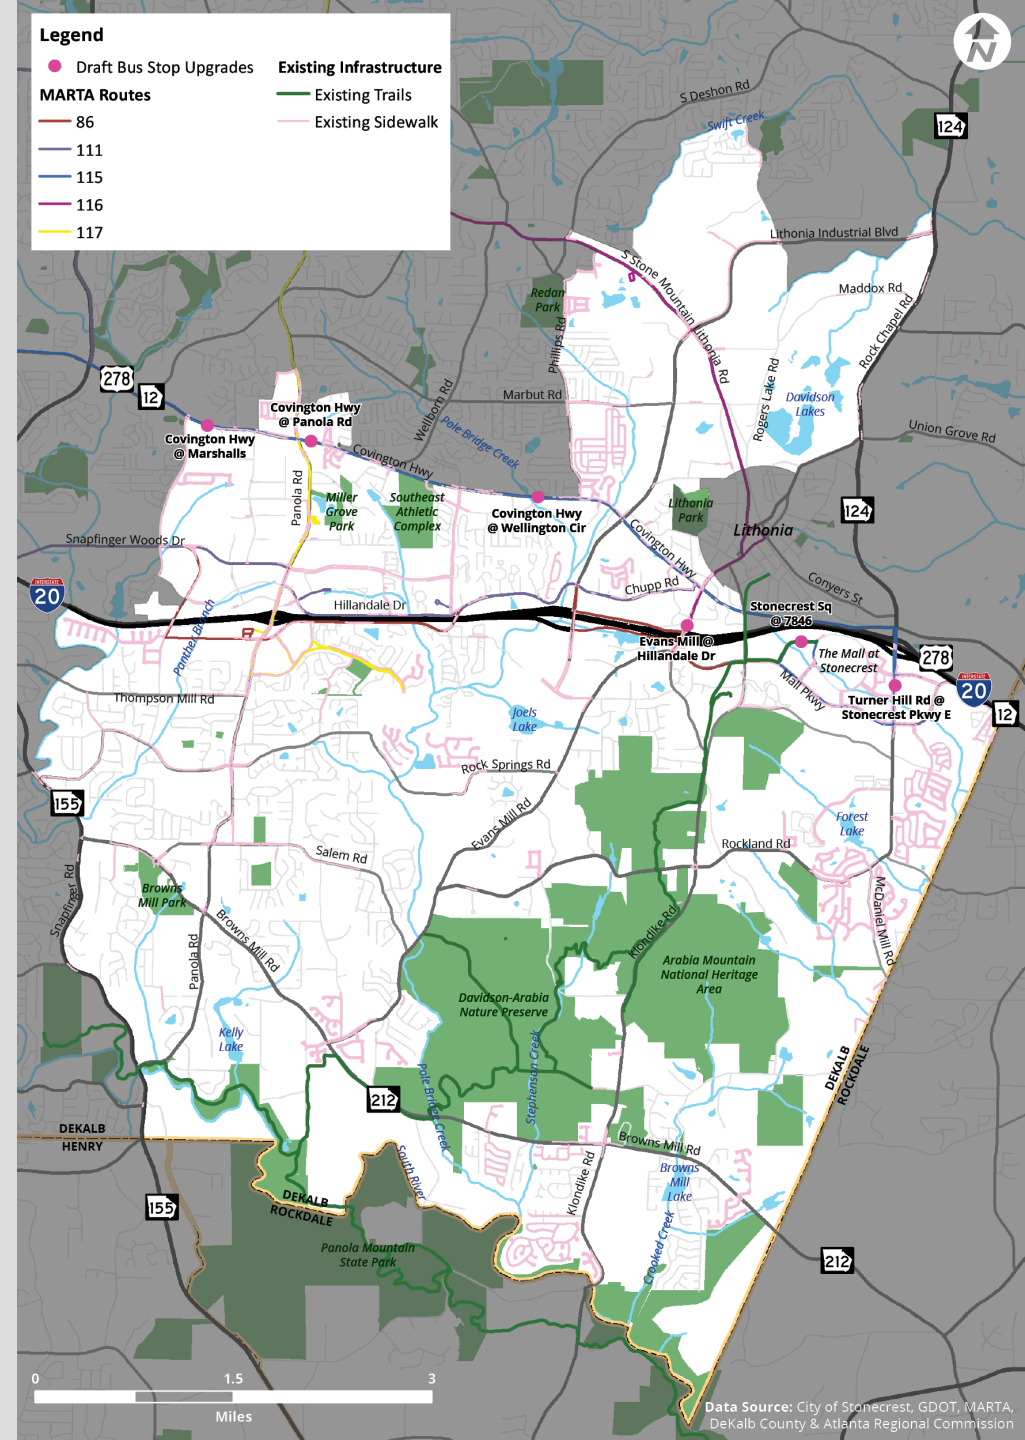 Legend
Draft Bus Stop Upgrades
MARTA Routes
86
111
115
116
117
Existing Infrastructure
Existing Trails
Existing Sidewalk
N
S Deshon Rd
Swift Creek
124
Lithonia Industrial Blvd
S Stone Mountain Lithonia Rd
Maddox Rd
Redan
Park
Phillips Rd
Rock Chapel Rd
278
12
Marbut Rd
Wellborn Rd
Rogers Lake Rd
Davidson
Lakes
Covington Hwy
@ Panola Rd
Covington Hwy
@ Marshalls
Pole Bridge Creek
Union Grove Rd
Covington Hwy
Panola Rd
Miller
Grove
Park
Southeast
Athletic
Complex
Covington Hwy
@ Wellington Cir
Lithonia
Park
124
Lithonia
Covington Hwy
Snapfinger Woods Dr
INTERSTATE
20
Chupp Rd
Conyers St
Hillandale Dr
Panther Branch
Stonecrest Sq
@ 7846
Evans Mill @
Hillandale Dr
The Mall at
Stonecrest
278
INTERSTATE
20
12
Mall Pkwy
Turner Hill Rd @
Stonecrest Pkwy E
Thompson Mill Rd
Joels
Lake
Rock Springs Rd
155
Evans Mill Rd
Forest
Lake
Rockland Rd
Salem Rd
Snapfinger Rd
Browns
Mill Park
McDaniel Mill Rd
Browns Mill Rd
Panola Rd
Klondike Rd
Arabia Mountain
National Heritage
Area
Davidson-Arabia
Nature Preserve
Kelly
Lake
Stephenson Creek
Pole Bridge Creek
DEKALB
ROCKDALE
212
DEKALB
HENRY
Browns Mill Rd
South River
Klondike Rd
Browns
Mill
Lake
DEKALB
ROCKDALE
155
Panola Mountain
State Park
Crooked Creek
212
0
1.5
3
Miles
Data Source: City of Stonecrest, GDOT, MARTA,
DeKalb County & Atlanta Regional Commission